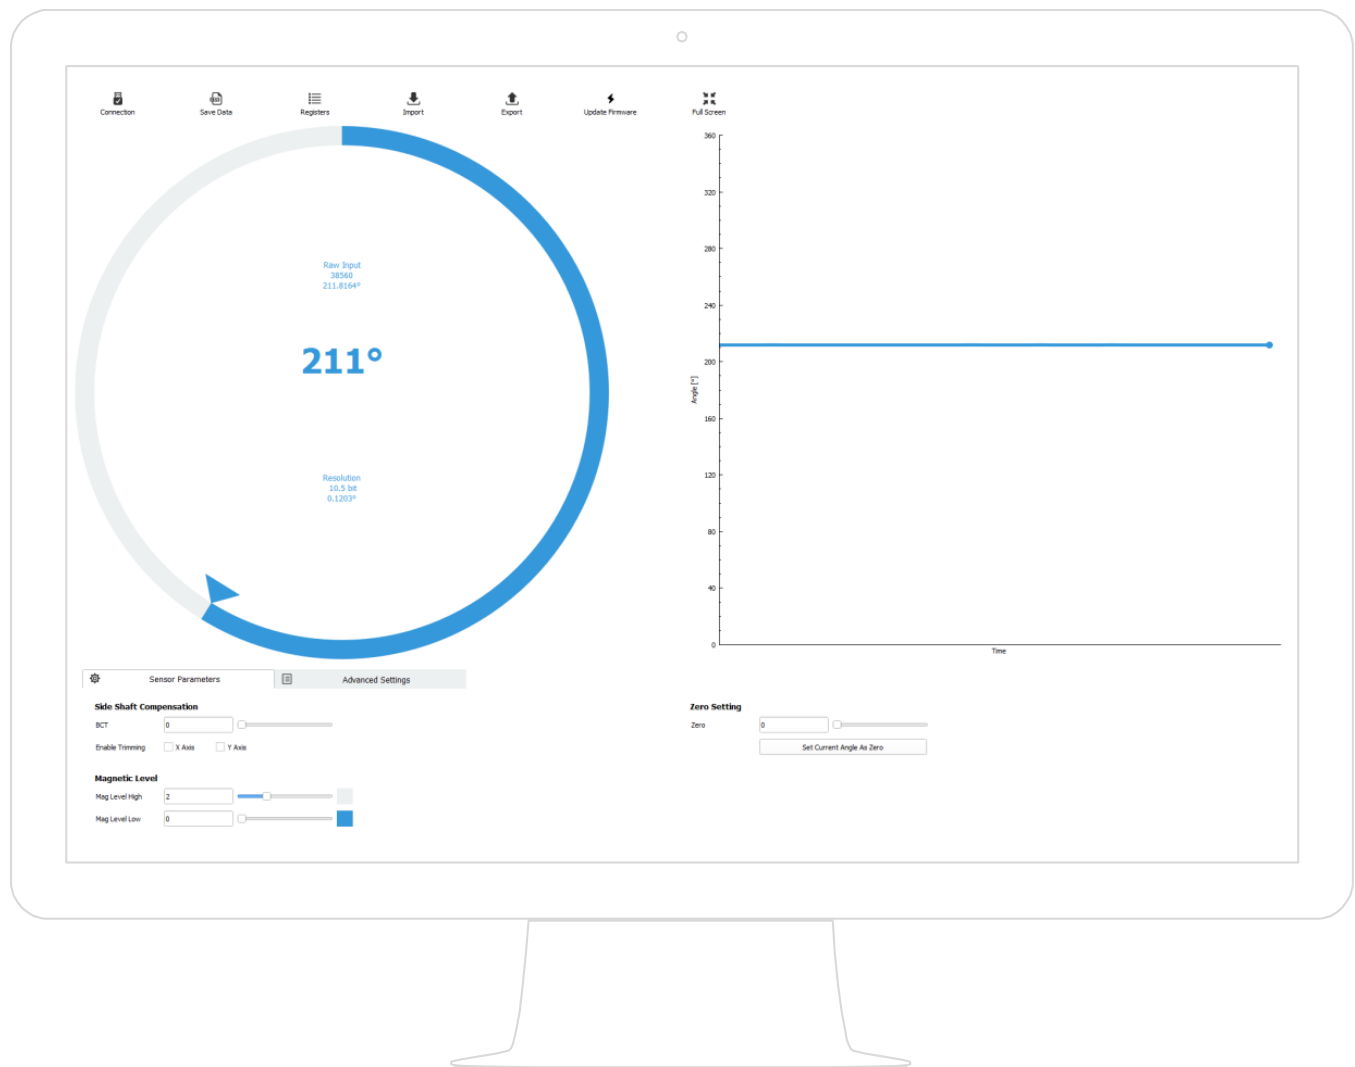 Connection
Save Data
Registers
Import
Export
Update Firmware
Full Screen
Raw Input
38560
211.8164°
211°
Resolution
10.5 bit
0.1203°
360
320
280
240
200
160
120
80
40
0
Angle [°]
Time
Sensor Parameters
Advanced Settings
Side Shaft Compensation
BCT 0
Enable Trimming X Axis Y Axis
Magnetic Level
Mag Level High 2
Mag Level Low 0
Zero Setting
Zero 0
Set Current Angle As Zero